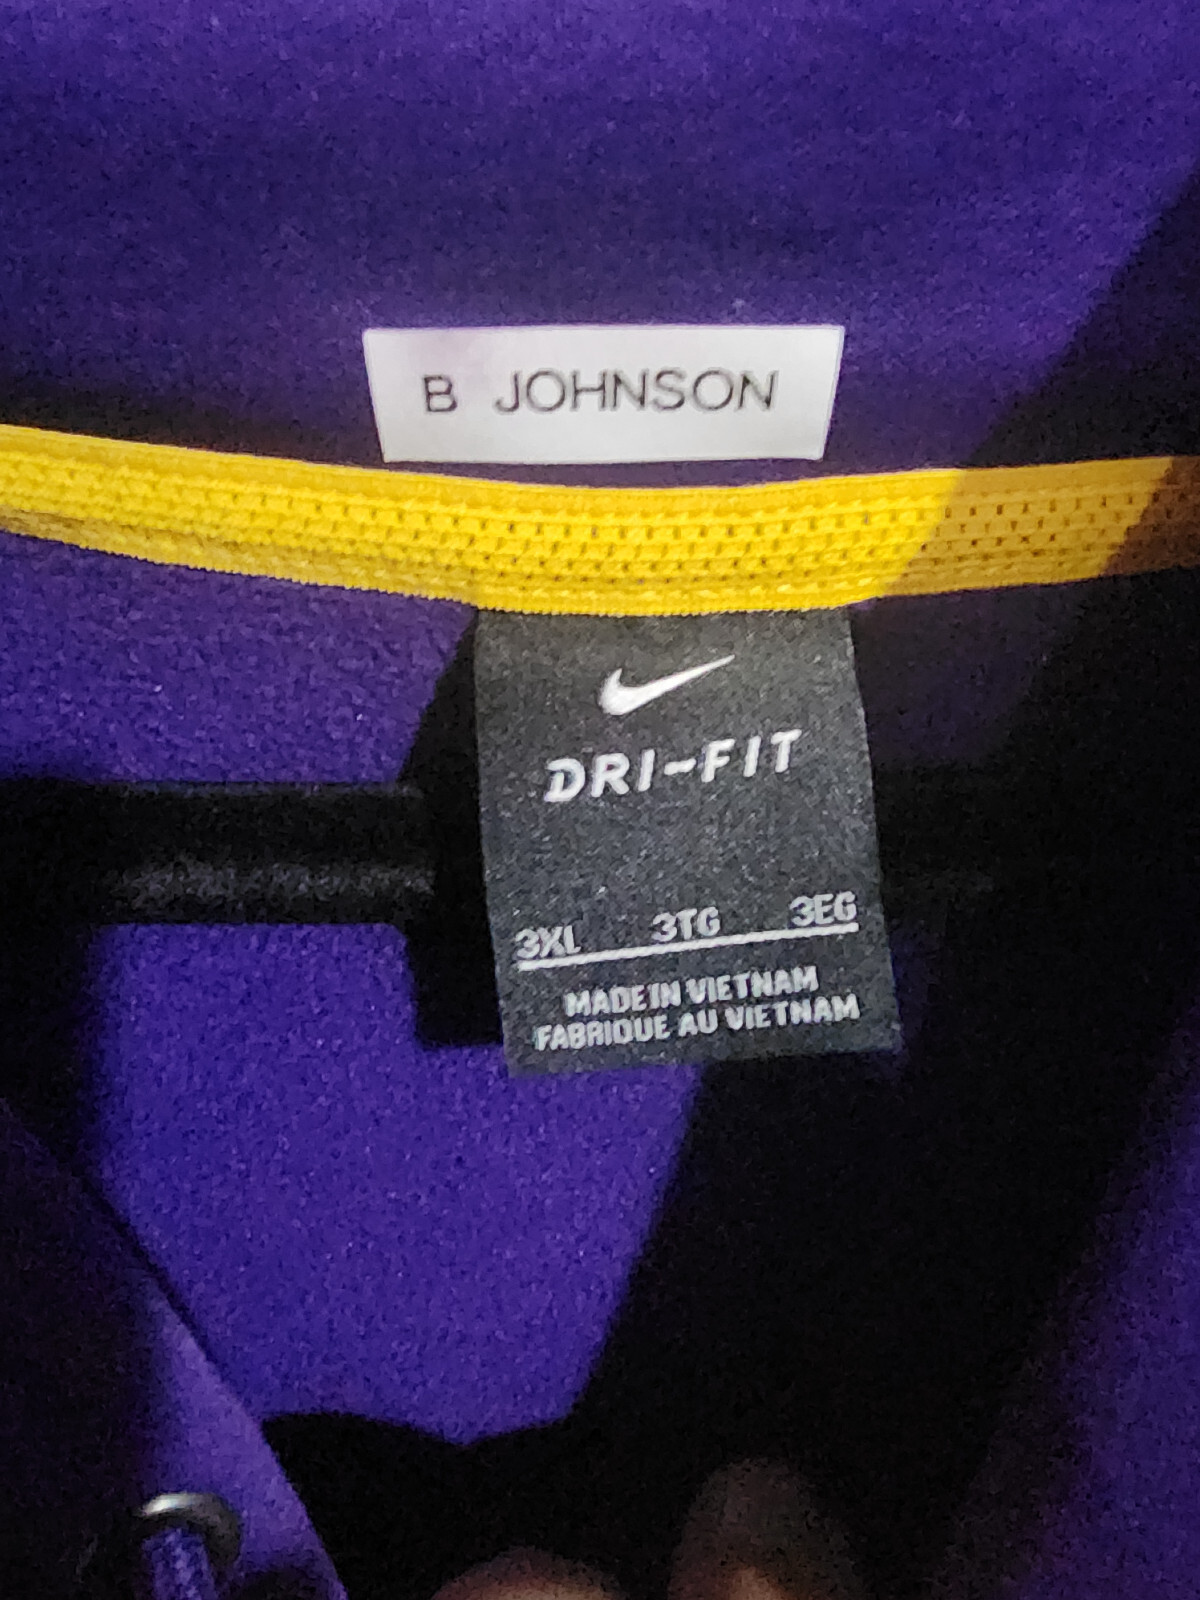 B JOHNSON
DRI-FIT
3XL 3TG 3EG
MADE IN VIETNAM
FABRIQUE AU VIETNAM